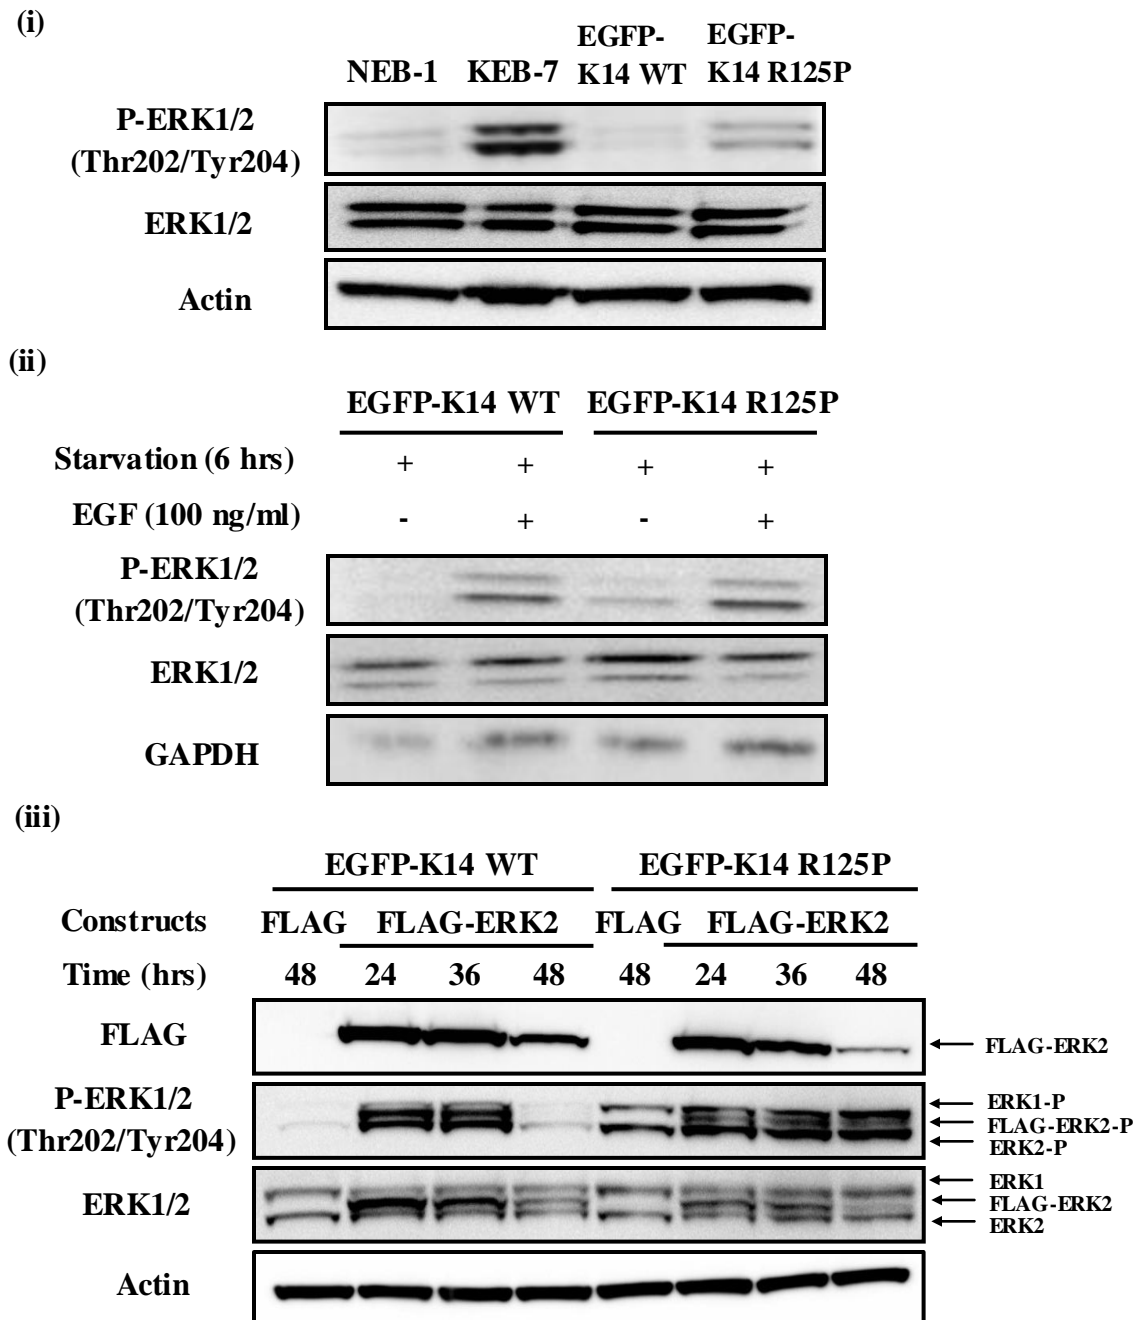 (i)
NEB-1 KEB-7 EGFP- EGFP-
K14 WT K14 R125P
P-ERK1/2
(Thr202/Tyr204)
ERK1/2
Actin
(ii)
EGFP-K14 WT EGFP-K14 R125P
Starvation (6 hrs) + + + +
EGF (100 ng/ml) - + - +
P-ERK1/2
(Thr202/Tyr204)
ERK1/2
GAPDH
(iii)
EGFP-K14 WT EGFP-K14 R125P
Constructs FLAG FLAG-ERK2 FLAG FLAG-ERK2
Time (hrs) 48 24 36 48 48 24 36 48
FLAG FLAG-ERK2
P-ERK1/2 ERK1-P
FLAG-ERK2-P
(Thr202/Tyr204) ERK2-P
ERK1
ERK1/2 FLAG-ERK2
ERK2
Actin